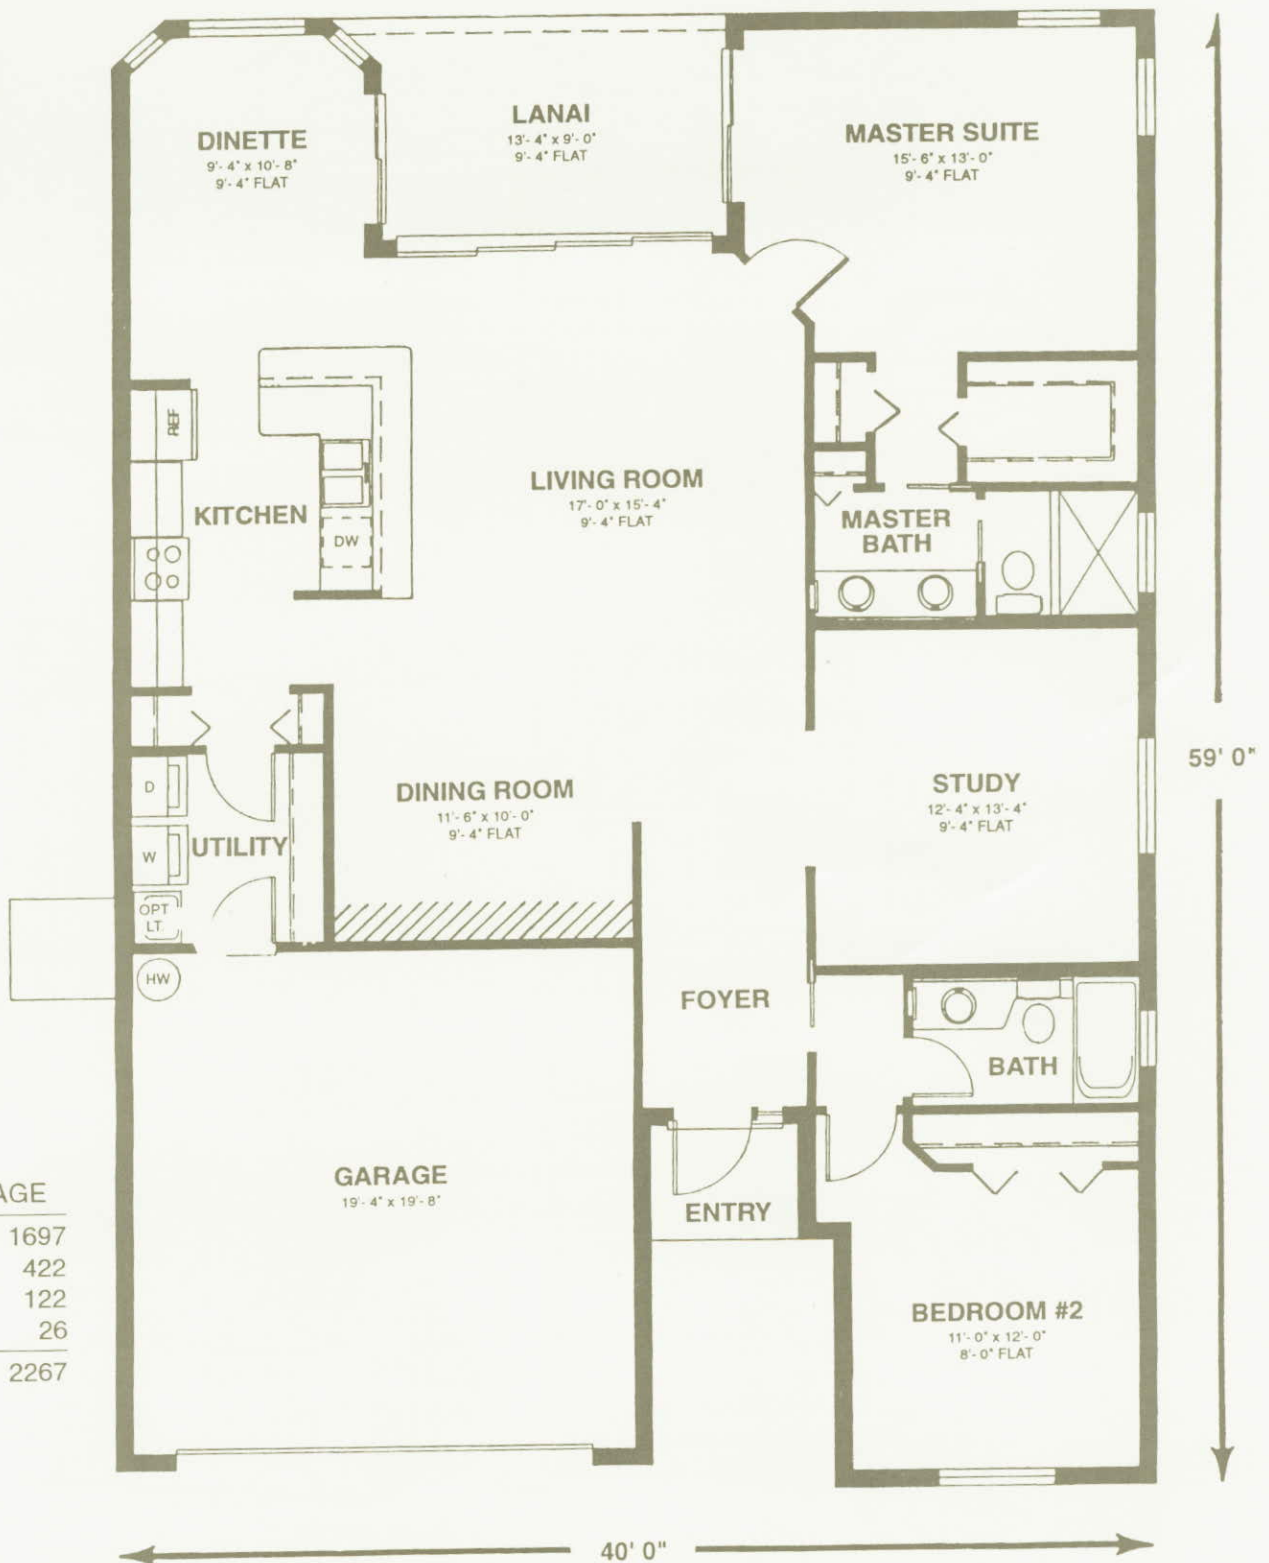 DINETTE
9'- 4" x 10'- 8"
9'- 4" FLAT
LANAI
13'- 4" x 9'- 0"
9'- 4" FLAT
MASTER SUITE
15'- 6" x 13'- 0"
9'- 4" FLAT
REF
KITCHEN
DW
LIVING ROOM
17'- 0" x 15'- 4"
9'- 4" FLAT
MASTER
BATH
DINING ROOM
11'- 6" x 10'- 0"
9'- 4" FLAT
STUDY
12'- 4" x 13'- 4"
9'- 4" FLAT
59' 0"
D
W
UTILITY
OPT
LT.
HW
FOYER
BATH
GARAGE
19'- 4" x 19'- 8"
ENTRY
BEDROOM #2
11'- 0" x 12'- 0"
8'- 0" FLAT
AGE
1697
422
122
26
2267
40' 0"